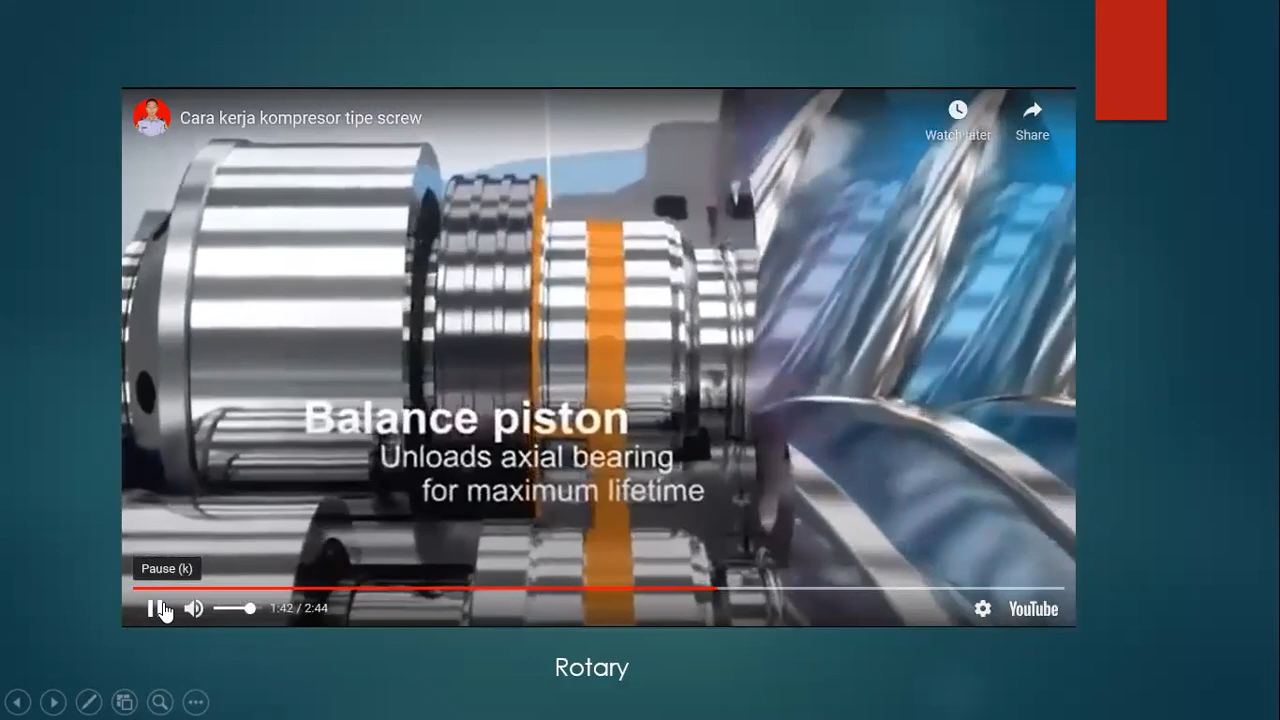 Cara kerja kompresor tipe screw
Watch later
Share
Balance piston
Unloads axial bearing
for maximum lifetime
Pause (k)
1:42 / 2:44
YouTube
Rotary